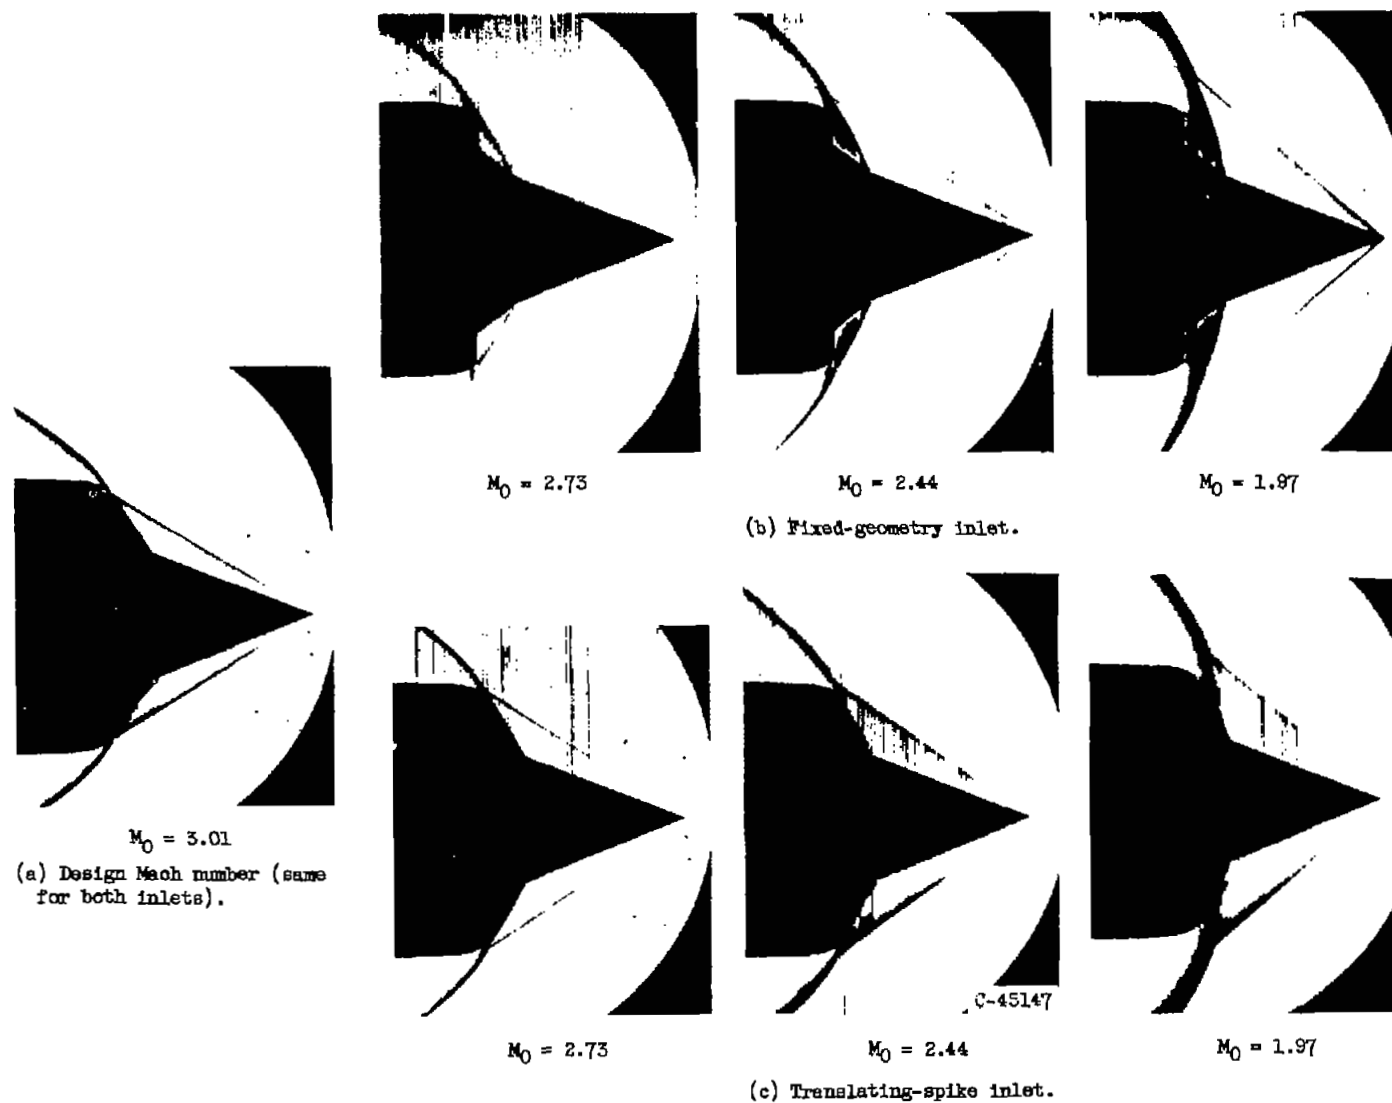 M0 = 2.73
M0 = 2.44
M0 = 1.97
(b) Fixed-geometry inlet.
M0 = 3.01
(a) Design Mach number (same
for both inlets).
C-45147
M0 = 2.73
M0 = 2.44
M0 = 1.97
(c) Translating-spike inlet.